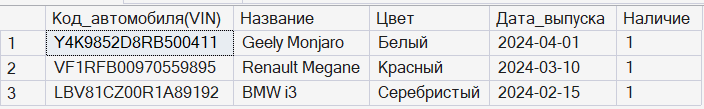 Код_автомобиля(VIN) Название Цвет Дата_выпуска Наличие
1 Y4K9852D8RB500411 Geely Monjaro Белый 2024-04-01 1
2 VF1RFB00970559895 Renault Megane Красный 2024-03-10 1
3 LBV81CZ00R1A89192 BMW i3 Серебристый 2024-02-15 1